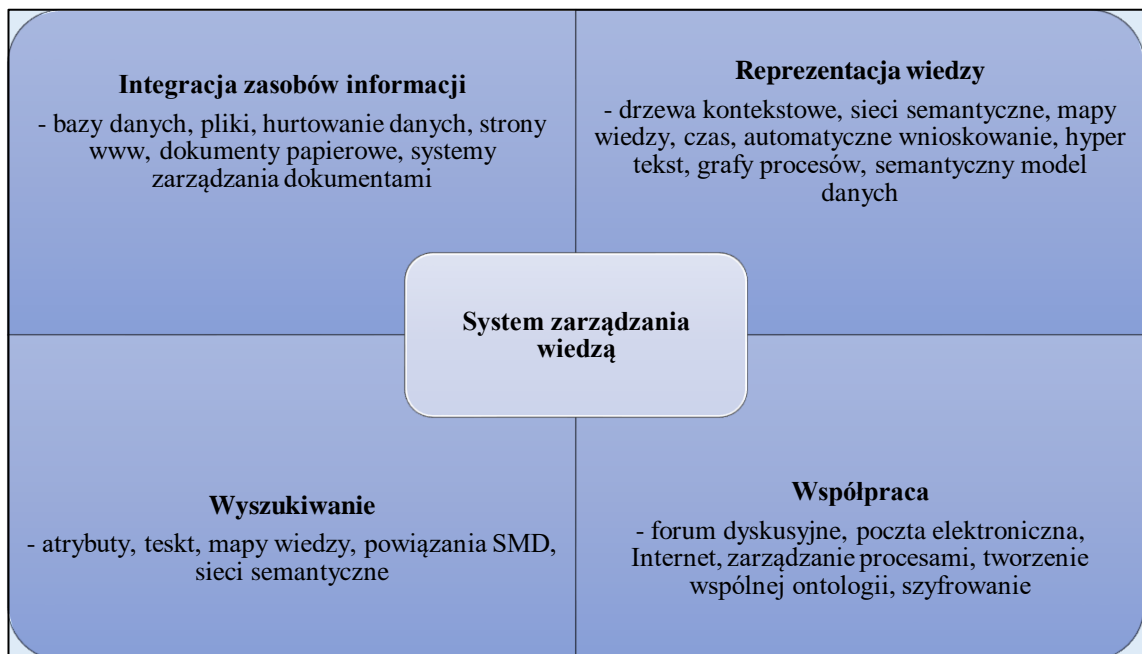 Integracja zasobów informacji
- bazy danych, pliki, hurtowanie danych, strony
www, dokumenty papierowe, systemy
zarządzania dokumentami
Reprezentacja wiedzy
- drzewa kontekstowe, sieci semantyczne, mapy
wiedzy, czas, automatyczne wnioskowanie, hyper
tekst, grafy procesów, semantyczny model
danych
System zarządzania
wiedzą
Wyszukiwanie
- atrybuty, teskt, mapy wiedzy, powiązania SMD,
sieci semantyczne
Współpraca
- forum dyskusyjne, poczta elektroniczna,
Internet, zarządzanie procesami, tworzenie
wspólnej ontologii, szyfrowanie